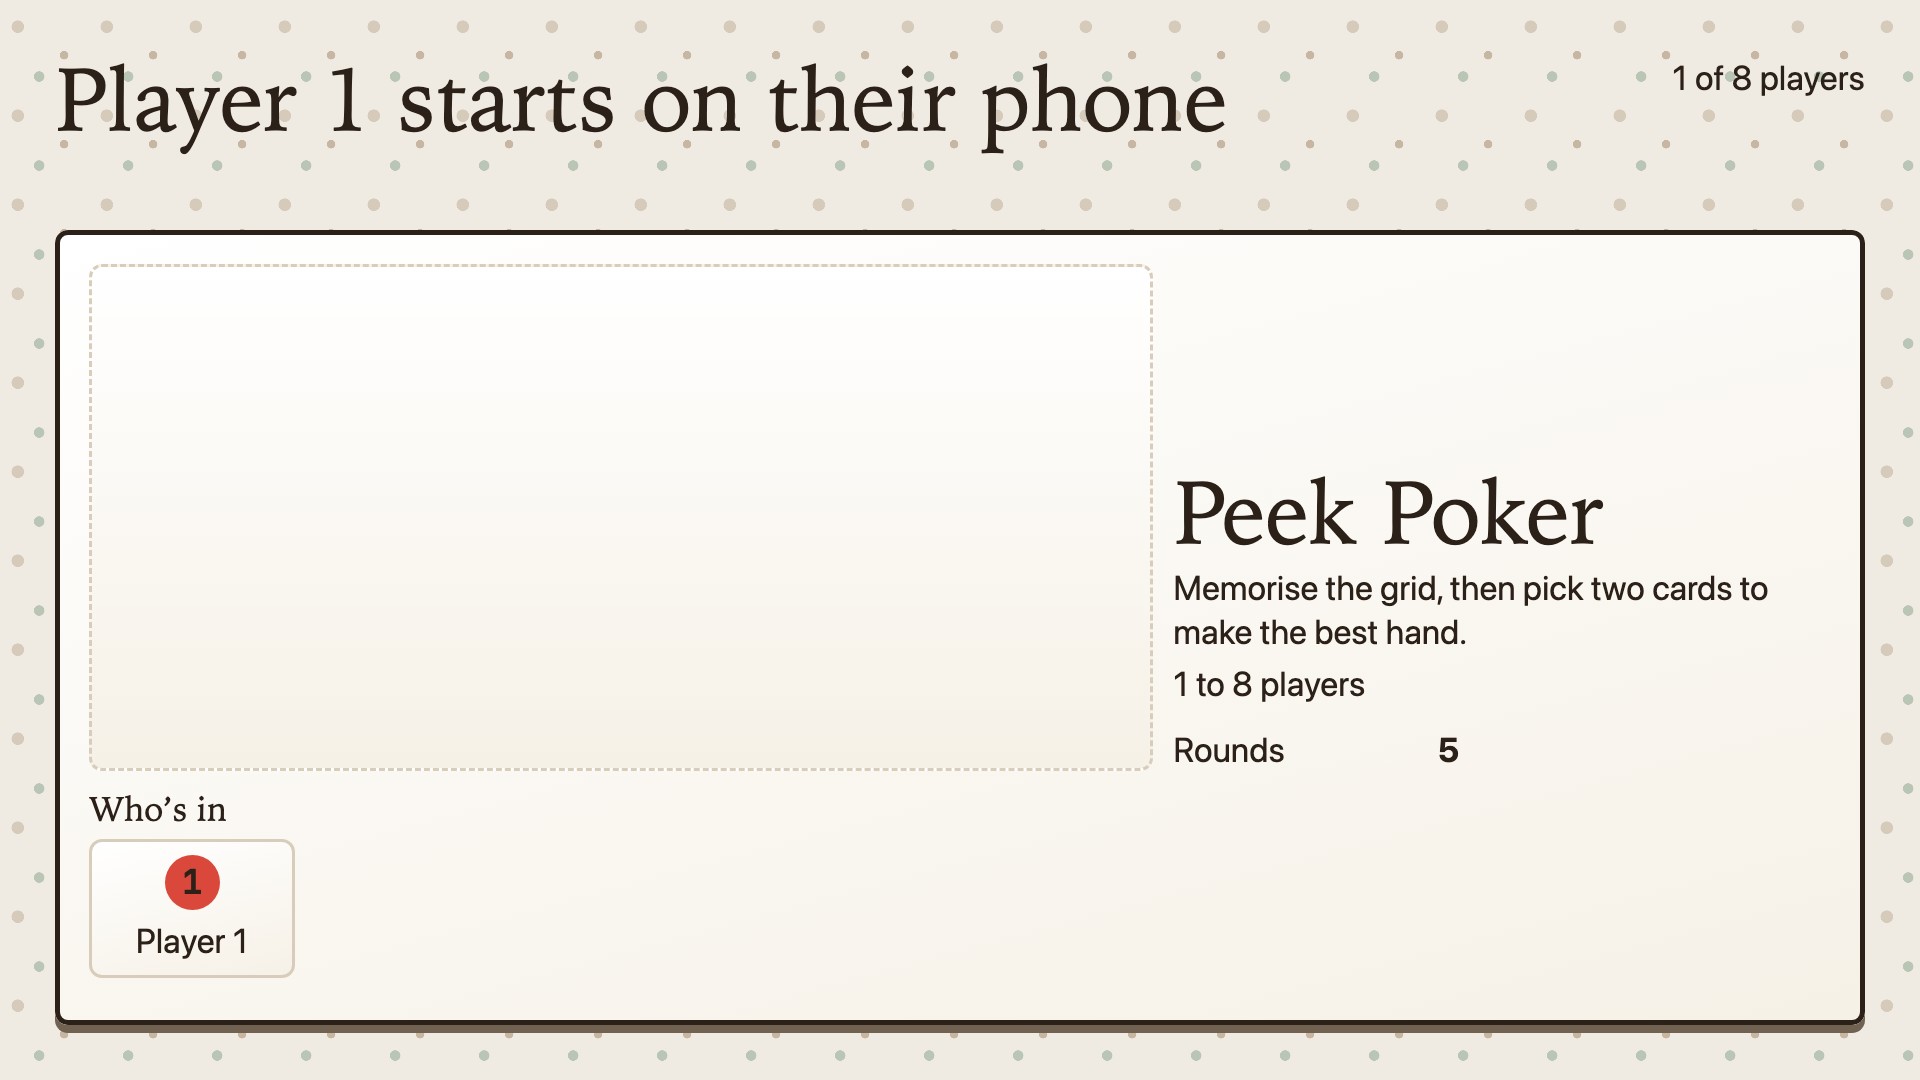 Player 1 starts on their phone
1 of 8 players
Peek Poker
Memorise the grid, then pick two cards to
make the best hand.
1 to 8 players
Rounds 5
Who’s in
1
Player 1